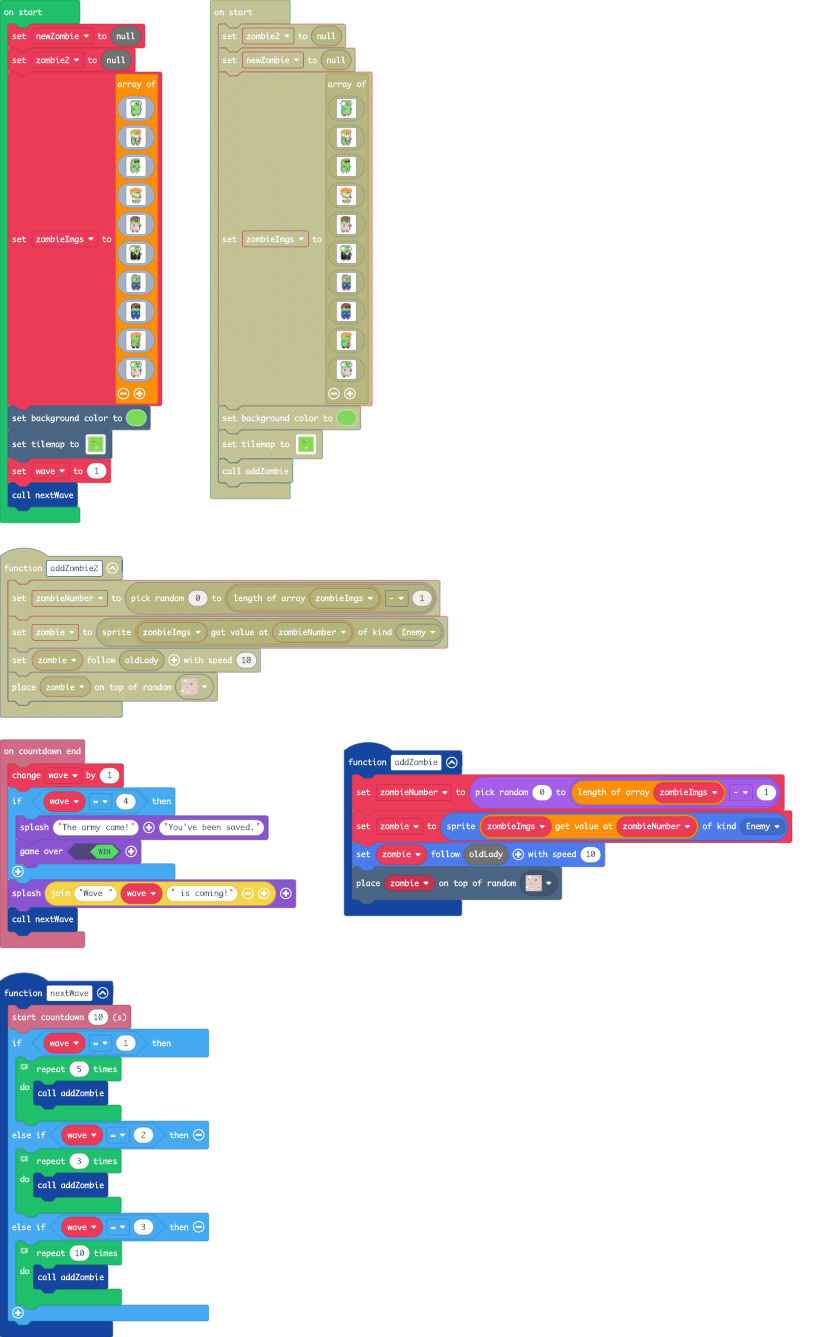 on start
set newZombie to null
set zombie2 to null
array of
set zombieImgs to
set background color to
set tilemap to
set wave to 1
call nextWave
on start
set zombie2 to null
set newZombie to null
array of
set zombieImgs to
set background color to
set tilemap to
call addZombie
function addZombie2
set zombieNumber to pick random 0 to length of array zombieImgs - 1
set zombie to sprite zombieImgs get value at zombieNumber of kind Enemy
set zombie follow oldLady with speed 10
place zombie on top of random
on countdown end
change wave by 1
if wave = 4 then
splash "The army came!" "You've been saved."
game over WIN
splash join "Wave " wave " is coming!"
call nextWave
function addZombie
set zombieNumber to pick random 0 to length of array zombieImgs - 1
set zombie to sprite zombieImgs get value at zombieNumber of kind Enemy
set zombie follow oldLady with speed 10
place zombie on top of random
function nextWave
start countdown 10 (s)
if wave = 1 then
repeat 5 times
do call addZombie
else if wave = 2 then
repeat 3 times
do call addZombie
else if wave = 3 then
repeat 10 times
do call addZombie